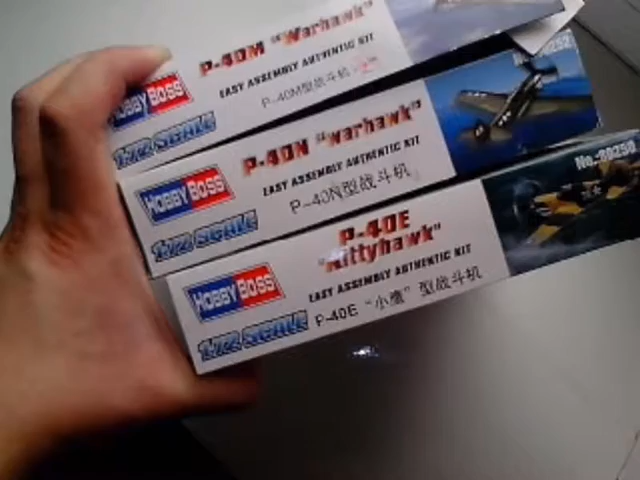 P-40M "Warhawk"
EASY ASSEMBLY AUTHENTIC KIT
P-40M型战斗机
HOBBY BOSS
1:72 SCALE
P-40N "Warhawk"
EASY ASSEMBLY AUTHENTIC KIT
P-40N型战斗机
HOBBY BOSS
1:72 SCALE
P-40E
"Kittyhawk"
EASY ASSEMBLY AUTHENTIC KIT
P-40E "小鹰" 型战斗机
HOBBY BOSS
1:72 SCALE
No.:80250